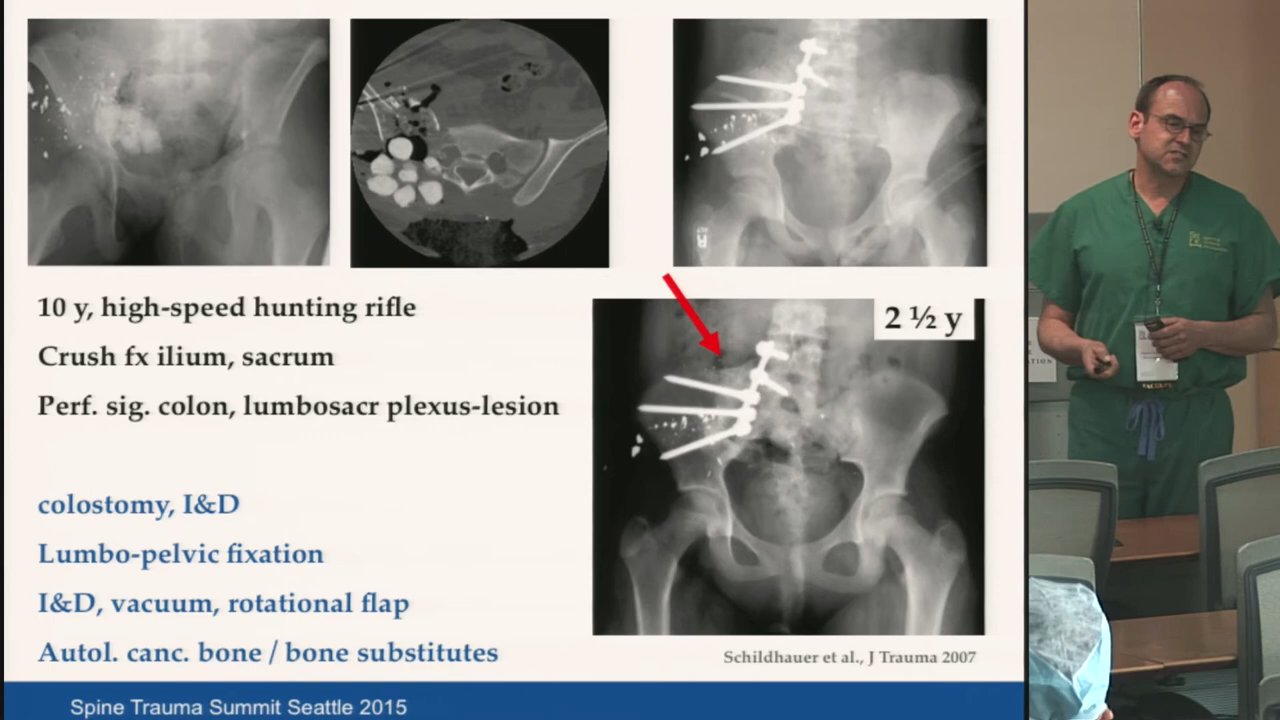 10 y, high-speed hunting rifle
Crush fx ilium, sacrum
Perf. sig. colon, lumbosacr plexus-lesion
colostomy, I&D
Lumbo-pelvic fixation
I&D, vacuum, rotational flap
Autol. canc. bone / bone substitutes
2 ½ y
Schildhauer et al., J Trauma 2007
Spine Trauma Summit Seattle 2015
FACULTY